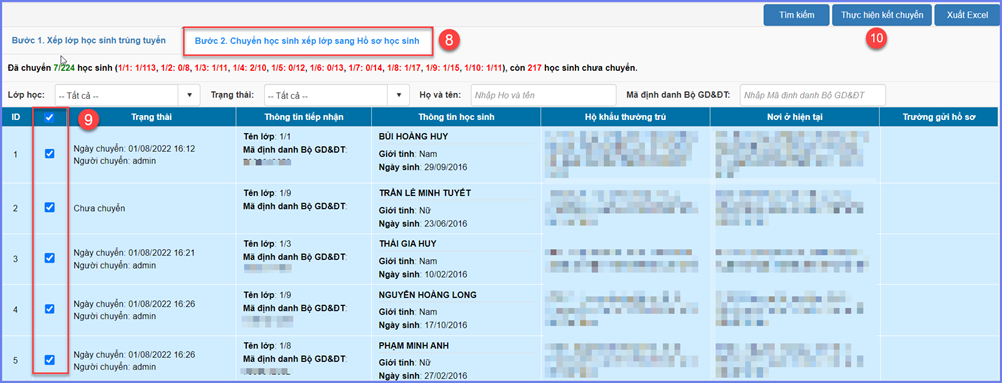 Tìm kiếm Thực hiện kết chuyển Xuất Excel
Bước 1. Xếp lớp học sinh trúng tuyển Bước 2. Chuyển học sinh xếp lớp sang Hồ sơ học sinh 8 10
Đã chuyển 7/224 học sinh (1/1: 1/113, 1/2: 0/8, 1/3: 1/11, 1/4: 2/10, 1/5: 0/12, 1/6: 0/13, 1/7: 0/14, 1/8: 1/17, 1/9: 1/15, 1/10: 1/11), còn 217 học sinh chưa chuyển.
Lớp học: -- Tất cả -- Trạng thái: -- Tất cả -- Họ và tên: Nhập Họ và tên Mã định danh Bộ GD&ĐT: Nhập Mã định danh Bộ GD&ĐT
ID 9 Trạng thái Thông tin tiếp nhận Thông tin học sinh Hộ khẩu thường trú Nơi ở hiện tại Trường gửi hồ sơ
1
Ngày chuyển: 01/08/2022 16:12
Người chuyển: admin
Tên lớp: 1/1
Mã định danh Bộ GD&ĐT:
BÙI HOÀNG HUY
Giới tính: Nam
Ngày sinh: 29/09/2016
2
Chưa chuyển
Tên lớp: 1/9
Mã định danh Bộ GD&ĐT:
TRẦN LÊ MINH TUYẾT
Giới tính: Nữ
Ngày sinh: 23/06/2016
3
Ngày chuyển: 01/08/2022 16:21
Người chuyển: admin
Tên lớp: 1/3
Mã định danh Bộ GD&ĐT:
THÁI GIA HUY
Giới tính: Nam
Ngày sinh: 10/02/2016
4
Ngày chuyển: 01/08/2022 16:26
Người chuyển: admin
Tên lớp: 1/9
Mã định danh Bộ GD&ĐT:
NGUYỄN HOÀNG LONG
Giới tính: Nam
Ngày sinh: 17/10/2016
5
Ngày chuyển: 01/08/2022 16:26
Người chuyển: admin
Tên lớp: 1/8
Mã định danh Bộ GD&ĐT:
PHẠM MINH ANH
Giới tính: Nữ
Ngày sinh: 27/02/2016